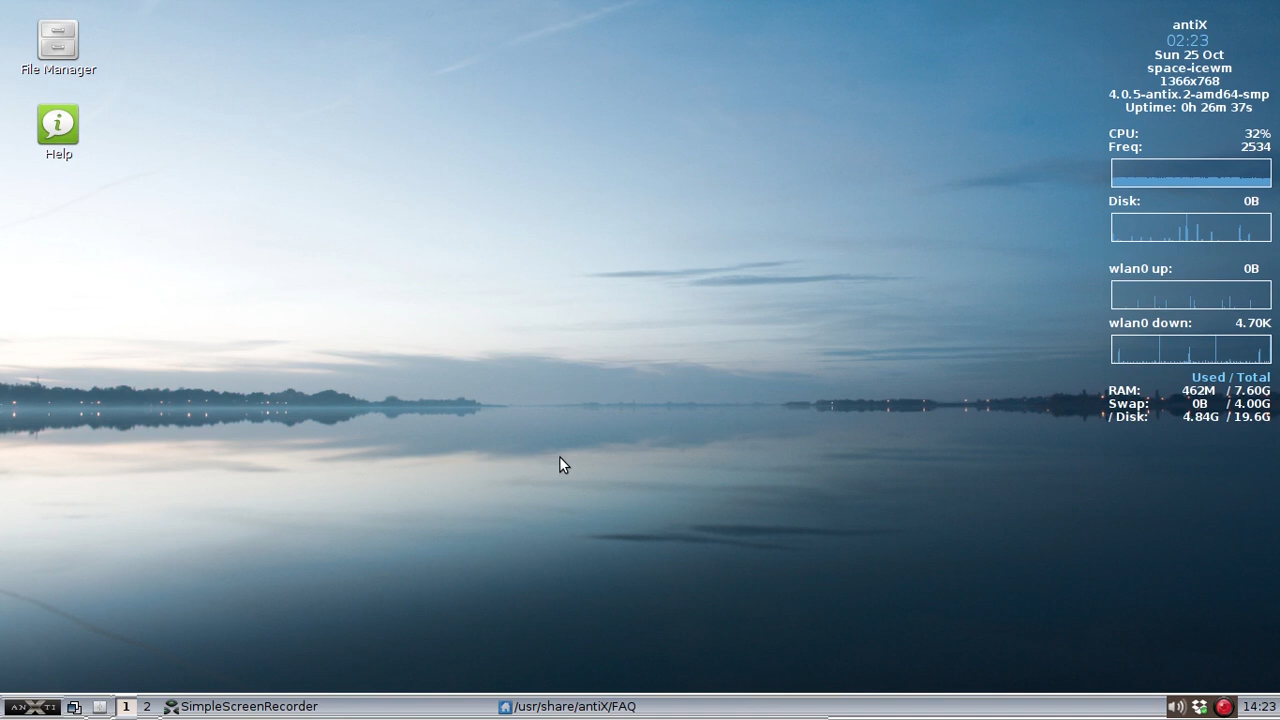 File Manager
Help
antiX
02:23
Sun 25 Oct
space-icewm
1366x768
4.0.5-antix.2-amd64-smp
Uptime: 0h 26m 37s
CPU: 32%
Freq: 2534
Disk: 0B
wlan0 up: 0B
wlan0 down: 4.70K
Used / Total
RAM: 462M / 7.60G
Swap: 0B / 4.00G
/ Disk: 4.84G / 19.6G
ANXTI
1
2
SimpleScreenRecorder
/usr/share/antiX/FAQ
14:23